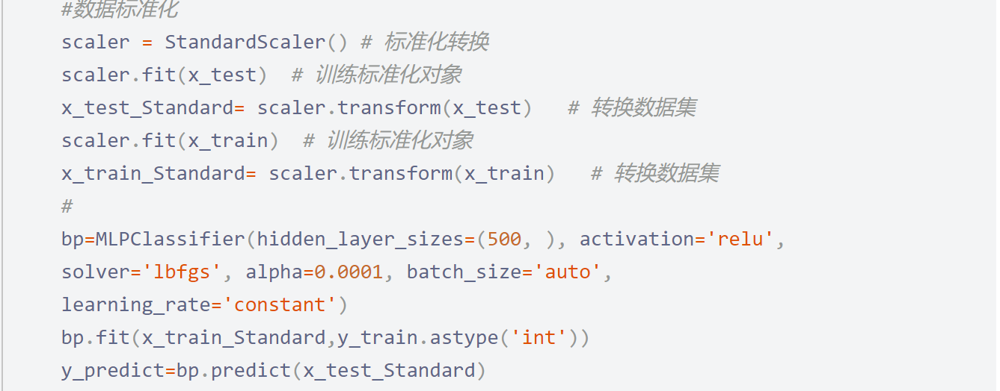 #数据标准化
scaler = StandardScaler() # 标准化转换
scaler.fit(x_test)  # 训练标准化对象
x_test_Standard= scaler.transform(x_test)   # 转换数据集
scaler.fit(x_train)  # 训练标准化对象
x_train_Standard= scaler.transform(x_train)   # 转换数据集
#
bp=MLPClassifier(hidden_layer_sizes=(500, ), activation='relu',
solver='lbfgs', alpha=0.0001, batch_size='auto',
learning_rate='constant')
bp.fit(x_train_Standard,y_train.astype('int'))
y_predict=bp.predict(x_test_Standard)